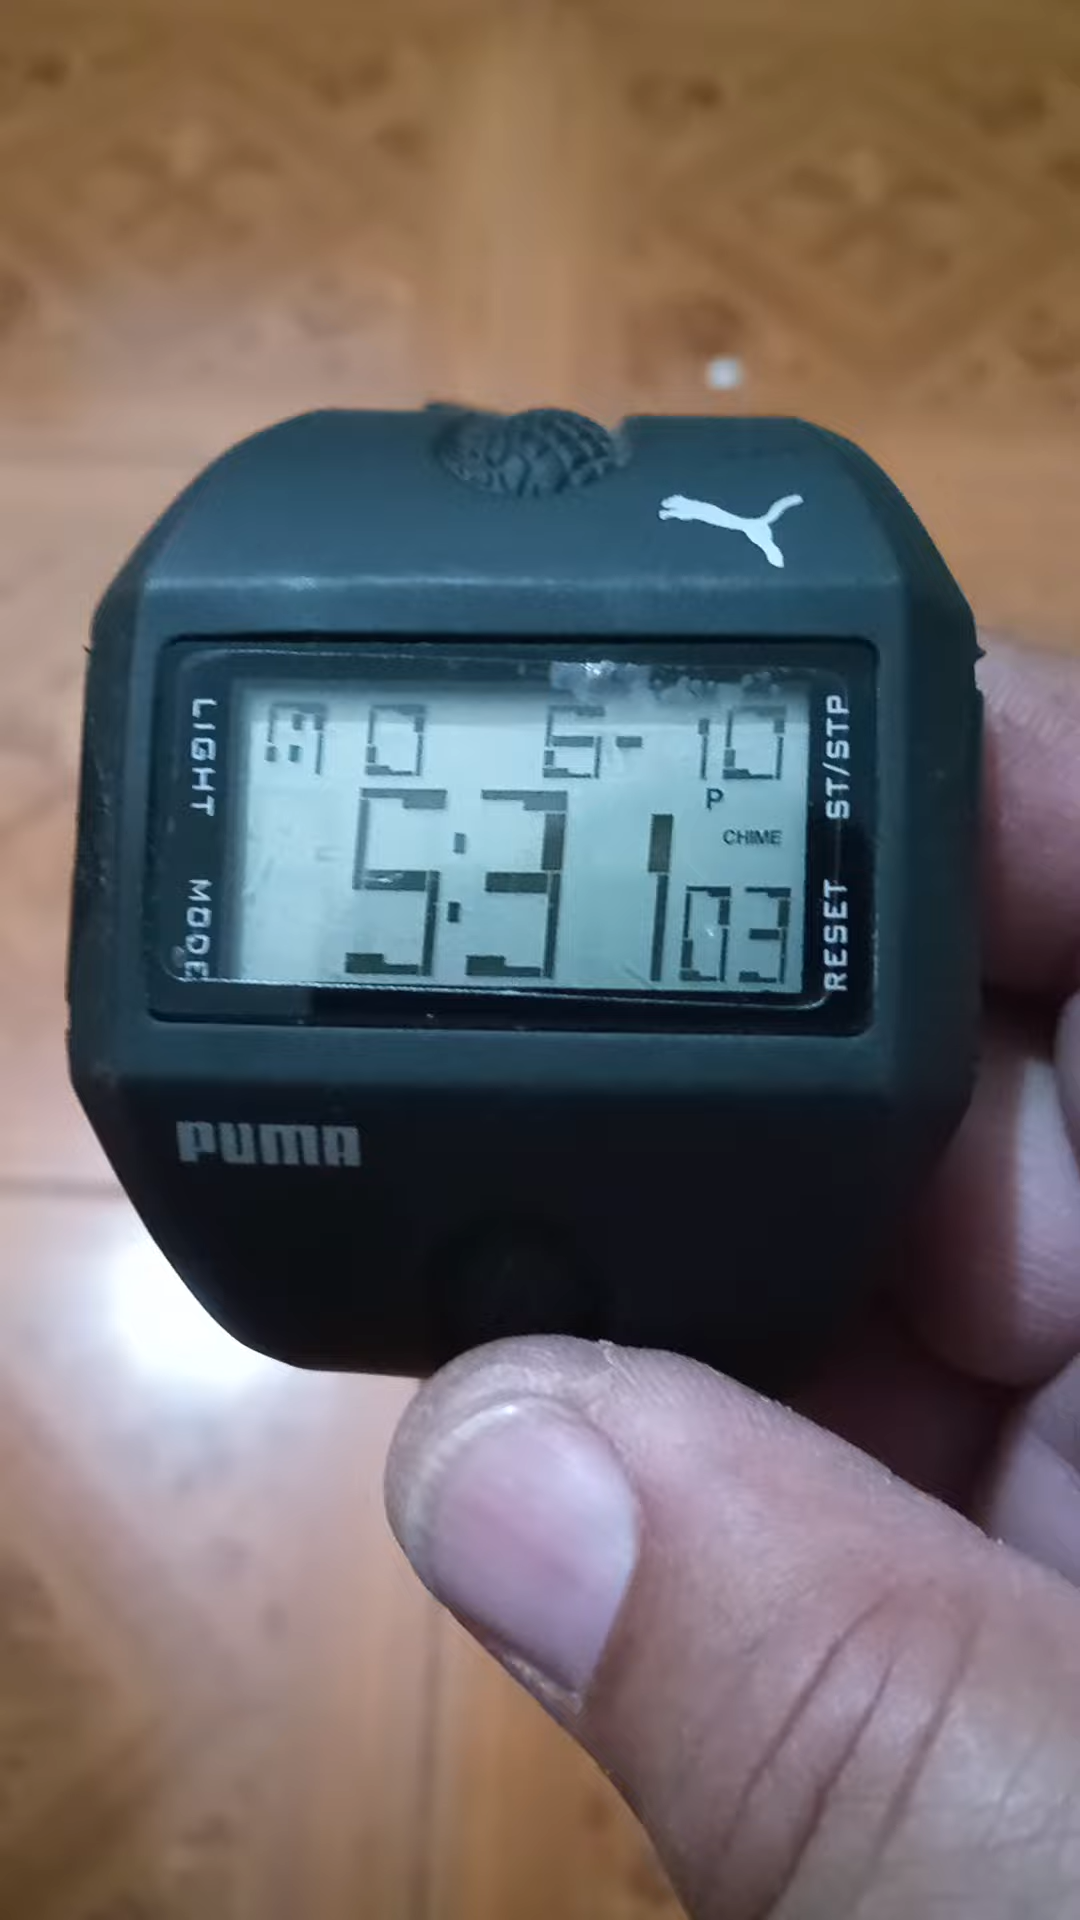 LIGHT
MODE
ST/STP
RESET
MO 6-10
P
CHIME
5:31 03
PUMA